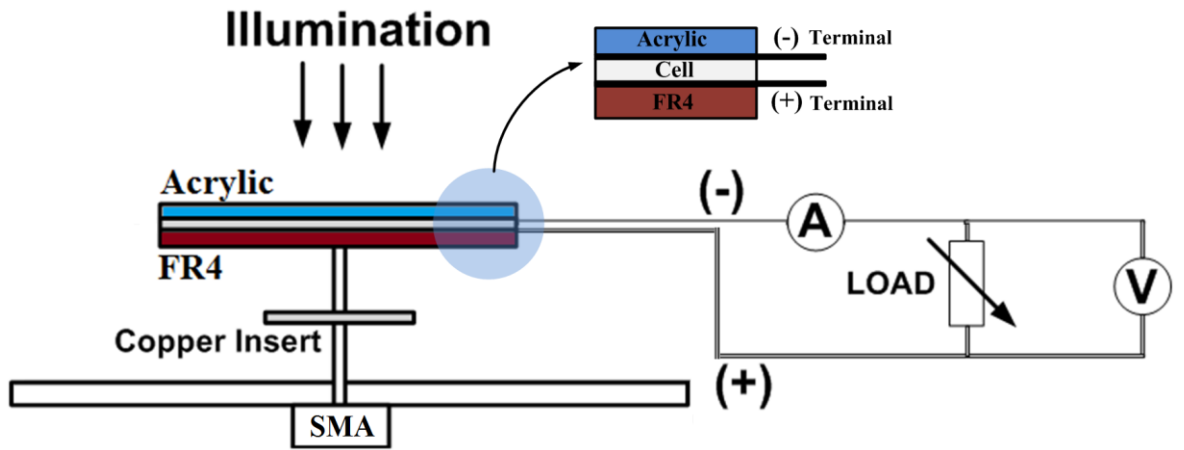 Illumination
Acrylic
(-) Terminal
Cell
FR4
(+) Terminal
Acrylic
(-)
A
FR4
LOAD
V
Copper Insert
(+)
SMA